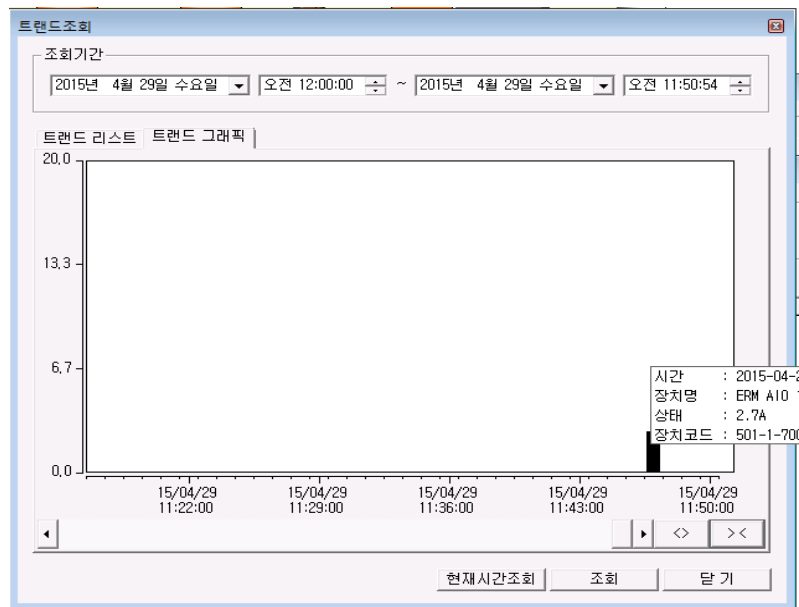 트랜드조회
조회기간
2015년 4월 29일 수요일 오전 12:00:00 ~ 2015년 4월 29일 수요일 오전 11:50:54
트랜드 리스트 트랜드 그래픽
20,0
13,3
6,7
0,0
시간 : 2015-04-2
장치명 : ERM AIO
상태 : 2.7A
장치코드 : 501-1-700
15/04/29 15/04/29 15/04/29 15/04/29 15/04/29
11:22:00 11:29:00 11:36:00 11:43:00 11:50:00
<> ><
현재시간조회 조회 닫 기